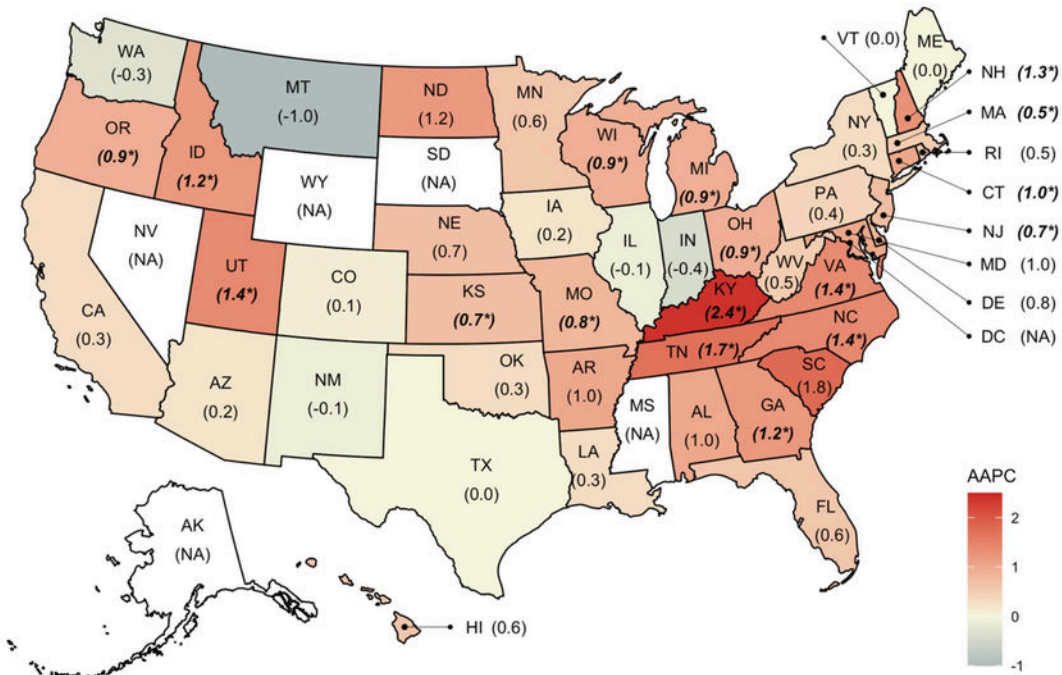 WA
(-0.3)
MT
(-1.0)
ND
(1.2)
MN
(0.6)
VT (0.0)
ME
(0.0)
NH (1.3*)
MA (0.5*)
RI (0.5)
CT (1.0*)
NJ (0.7*)
MD (1.0)
DE (0.8)
DC (NA)
OR
(0.9*)
ID
(1.2*)
WY
(NA)
SD
(NA)
WI
(0.9*)
MI
(0.9*)
NY
(0.3)
PA
(0.4)
NV
(NA)
UT
(1.4*)
CO
(0.1)
NE
(0.7)
IA
(0.2)
IL
(-0.1)
IN
(-0.4)
OH
(0.9*)
WV
(0.5)
VA
(1.4*)
CA
(0.3)
KS
(0.7*)
MO
(0.8*)
KY
(2.4*)
NC
(1.4*)
TN (1.7*)
AZ
(0.2)
NM
(-0.1)
OK
(0.3)
AR
(1.0)
SC
(1.8)
MS
(NA)
AL
(1.0)
GA
(1.2*)
TX
(0.0)
LA
(0.3)
FL
(0.6)
AK
(NA)
HI (0.6)
AAPC
2
1
0
-1